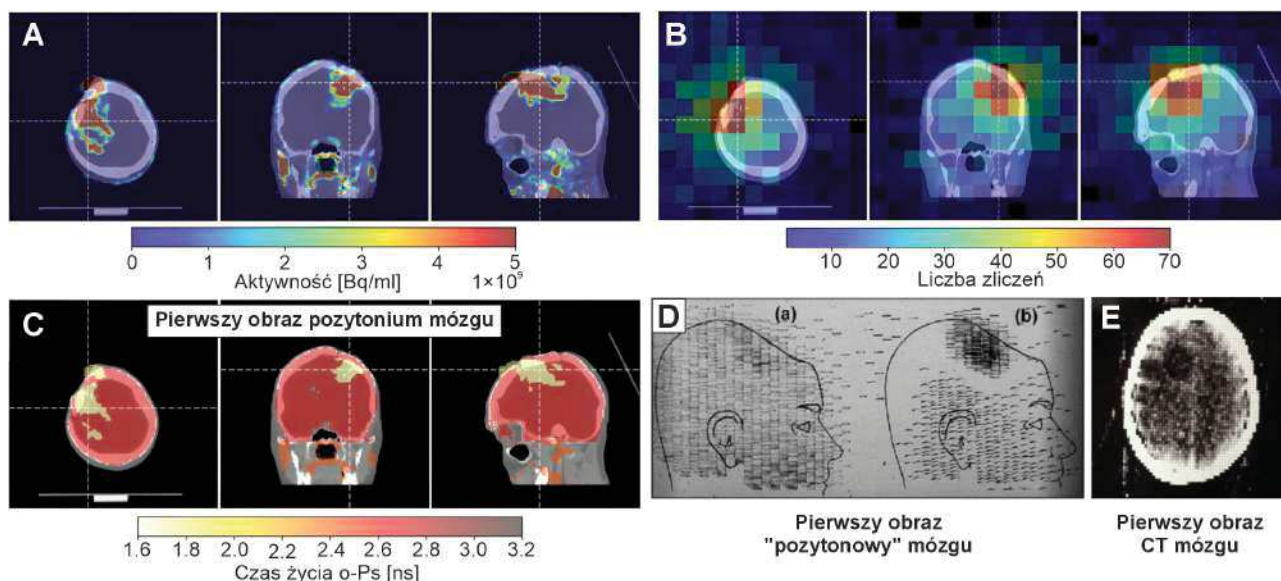 A
0 1 2 3 4 5
Aktywność [Bq/ml] 1×10⁹
B
10 20 30 40 50 60 70
Liczba zliczeń
C
Pierwszy obraz pozytonium mózgu
1.6 1.8 2.0 2.2 2.4 2.6 2.8 3.0 3.2
Czas życia o-Ps [ns]
D
(a) (b)
Pierwszy obraz
"pozytonowy" mózgu
E
Pierwszy obraz
CT mózgu